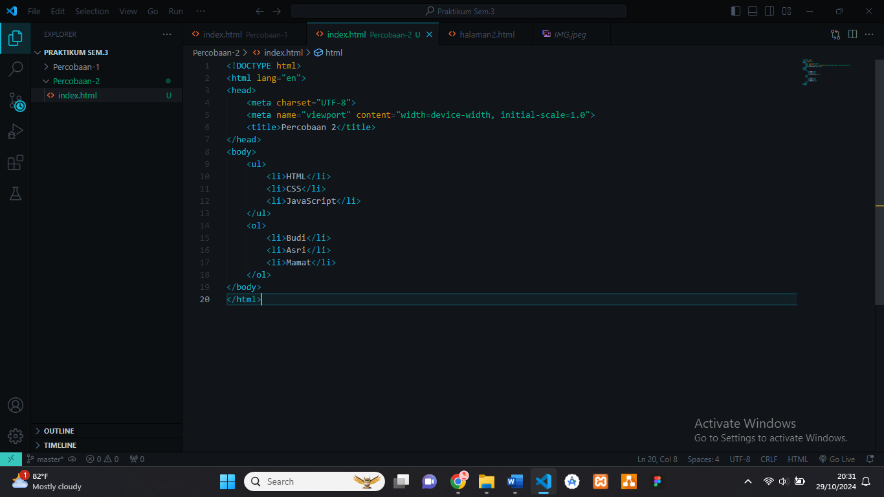 File Edit Selection View Go Run ··· Praktikum Sem.3
EXPLORER
index.html Percobaan-1 index.html Percobaan-2 U halaman2.html IMG.jpeg
PRAKTIKUM SEM.3
Percobaan-1
Percobaan-2
index.html U
Percobaan-2 > index.html > html
1 <!DOCTYPE html>
2 <html lang="en">
3 <head>
4 <meta charset="UTF-8">
5 <meta name="viewport" content="width=device-width, initial-scale=1.0">
6 <title>Percobaan 2</title>
7 </head>
8 <body>
9 <ul>
10 <li>HTML</li>
11 <li>CSS</li>
12 <li>JavaScript</li>
13 </ul>
14 <ol>
15 <li>Budi</li>
16 <li>Asri</li>
17 <li>Mamat</li>
18 </ol>
19 </body>
20 </html>
OUTLINE
TIMELINE
Activate Windows
Go to Settings to activate Windows.
master* 0 0 0 Ln 20, Col 8 Spaces: 4 UTF-8 CRLF HTML Go Live
1 82°F
Mostly cloudy
Search
20:31
29/10/2024